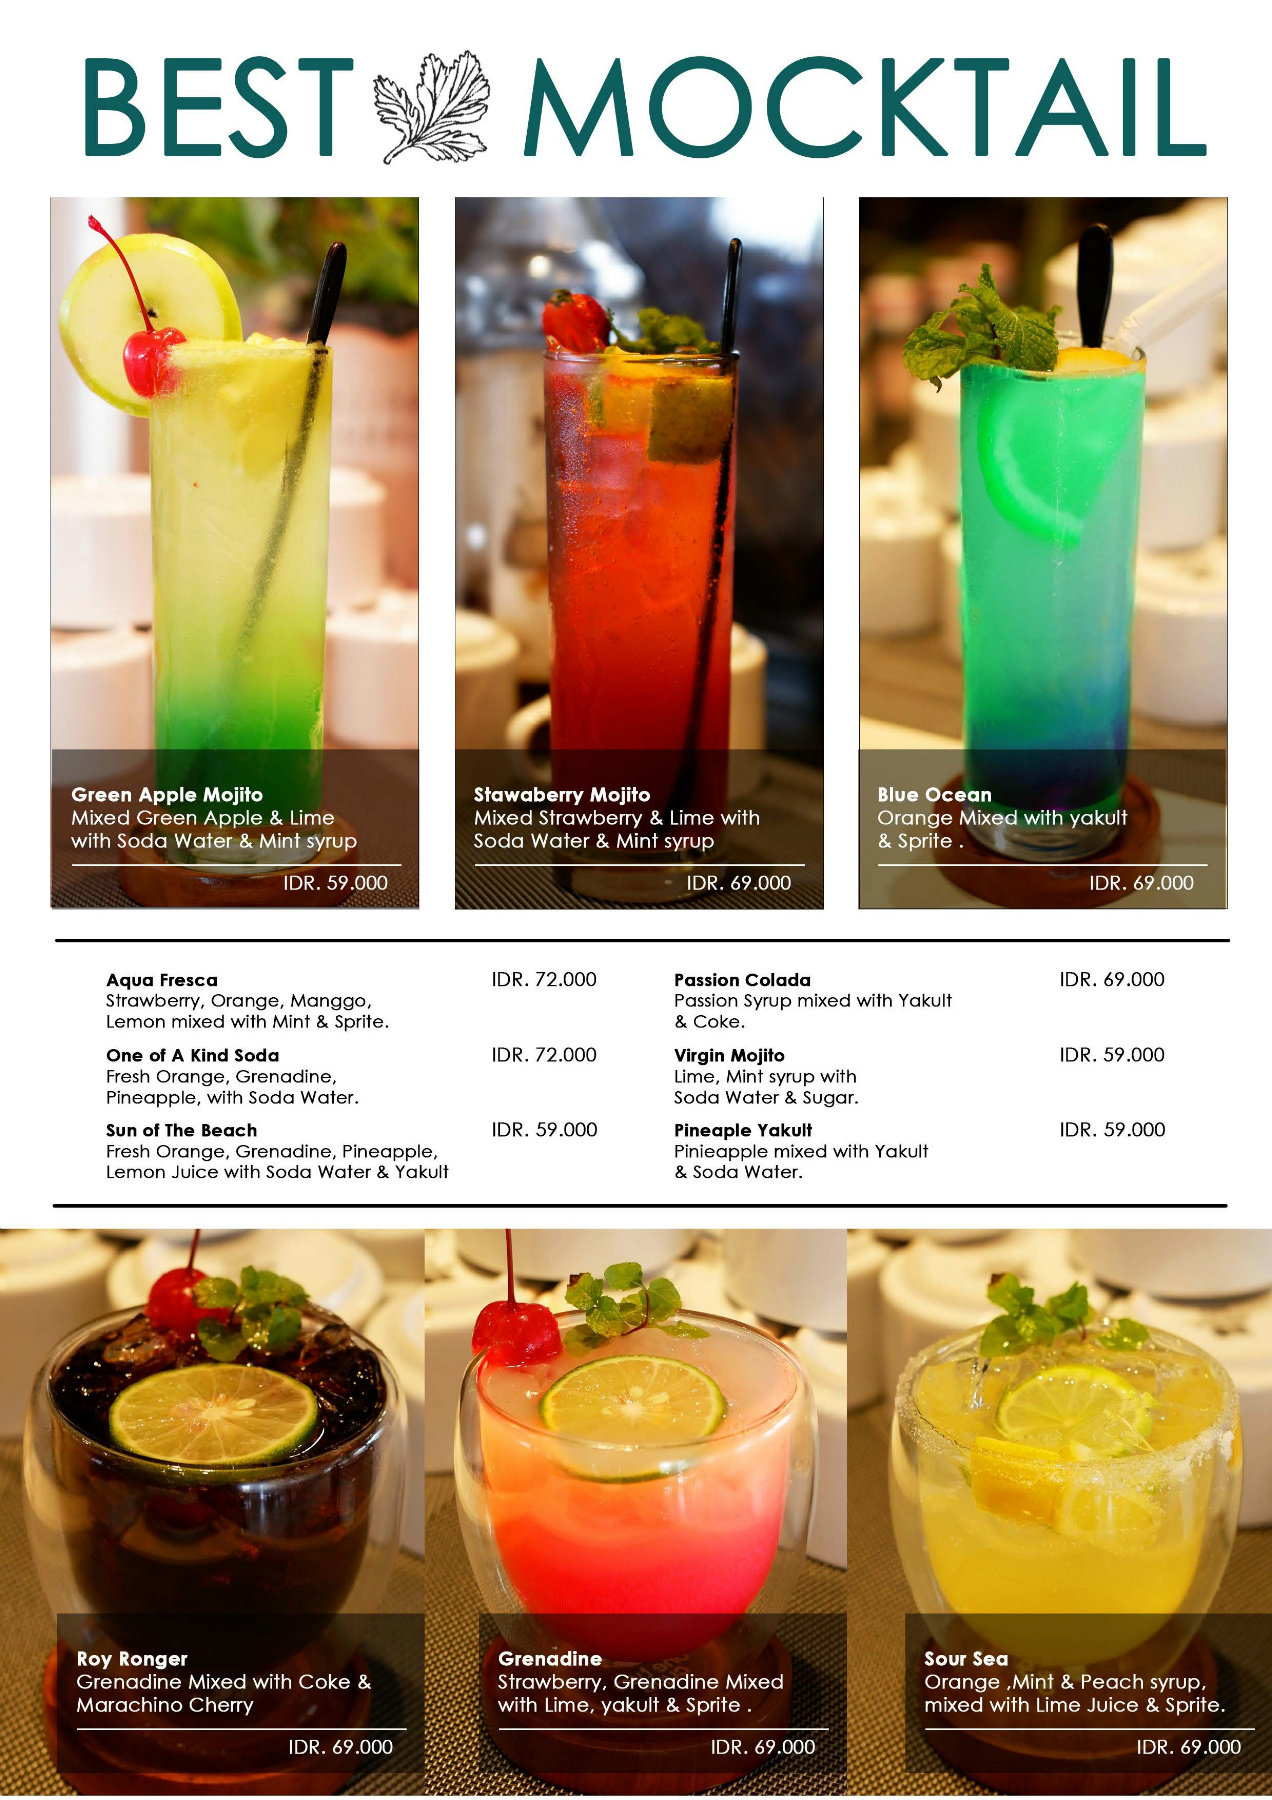 BEST MOCKTAIL
Green Apple Mojito
Mixed Green Apple & Lime
with Soda Water & Mint syrup
IDR. 59.000
Stawaberry Mojito
Mixed Strawberry & Lime with
Soda Water & Mint syrup
IDR. 69.000
Blue Ocean
Orange Mixed with yakult
& Sprite .
IDR. 69.000
Aqua Fresca IDR. 72.000
Strawberry, Orange, Manggo,
Lemon mixed with Mint & Sprite.
One of A Kind Soda IDR. 72.000
Fresh Orange, Grenadine,
Pineapple, with Soda Water.
Sun of The Beach IDR. 59.000
Fresh Orange, Grenadine, Pineapple,
Lemon Juice with Soda Water & Yakult
Passion Colada IDR. 69.000
Passion Syrup mixed with Yakult
& Coke.
Virgin Mojito IDR. 59.000
Lime, Mint syrup with
Soda Water & Sugar.
Pineaple Yakult IDR. 59.000
Pinieapple mixed with Yakult
& Soda Water.
Roy Ronger
Grenadine Mixed with Coke &
Marachino Cherry
IDR. 69.000
Grenadine
Strawberry, Grenadine Mixed
with Lime, yakult & Sprite .
IDR. 69.000
Sour Sea
Orange ,Mint & Peach syrup,
mixed with Lime Juice & Sprite.
IDR. 69.000